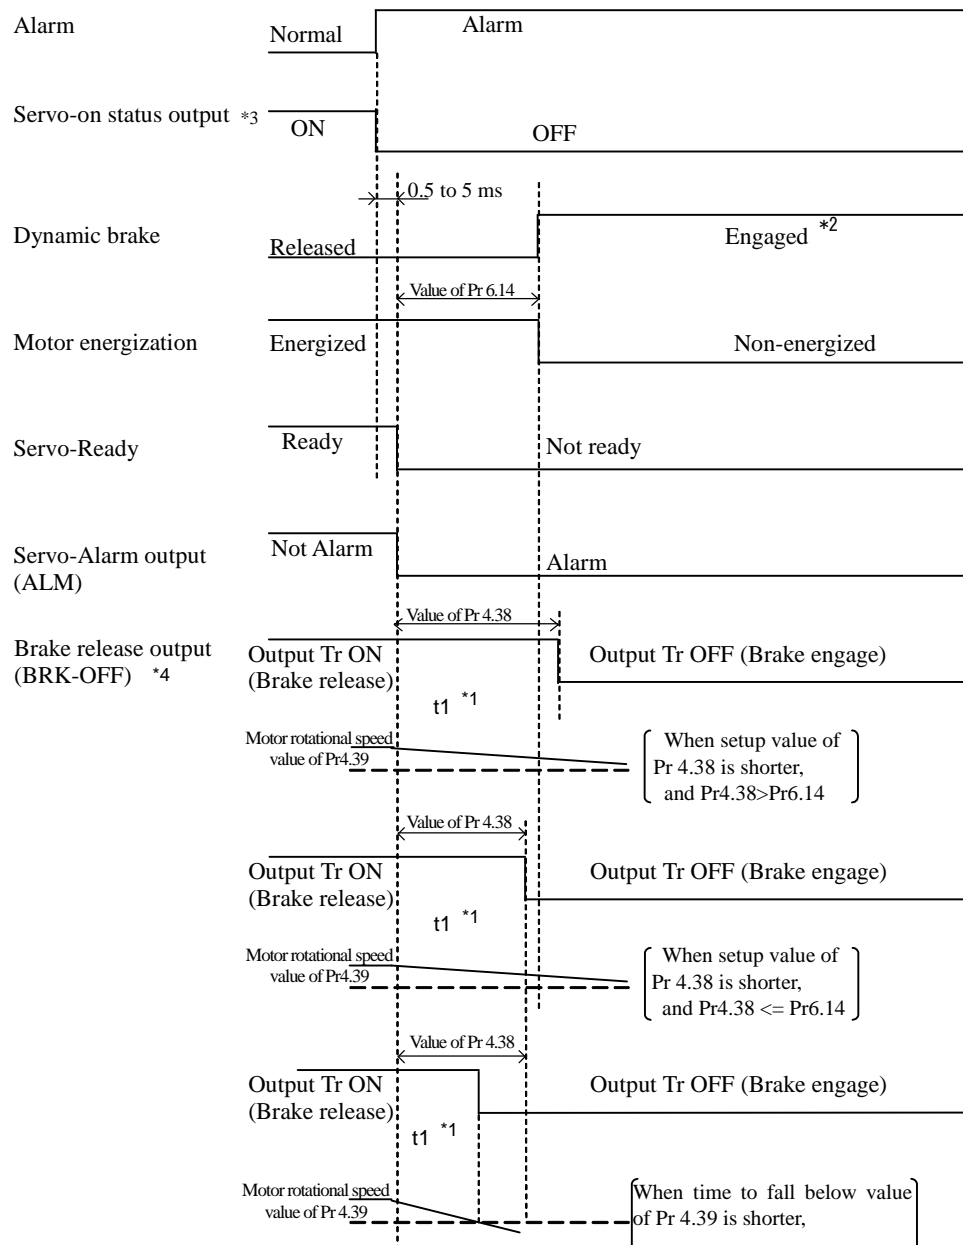 Alarm
Normal
Alarm
Servo-on status output *3
ON
OFF
0.5 to 5 ms
Dynamic brake
Released
Engaged *2
Value of Pr 6.14
Motor energization
Energized
Non-energized
Servo-Ready
Ready
Not ready
Servo-Alarm output
(ALM)
Not Alarm
Alarm
Value of Pr 4.38
Brake release output
(BRK-OFF) *4
Output Tr ON
(Brake release)
Output Tr OFF (Brake engage)
t1 *1
Motor rotational speed
value of Pr4.39
When setup value of
Pr 4.38 is shorter,
and Pr4.38>Pr6.14
Value of Pr 4.38
Output Tr ON
(Brake release)
Output Tr OFF (Brake engage)
t1 *1
Motor rotational speed
value of Pr4.39
When setup value of
Pr 4.38 is shorter,
and Pr4.38 <= Pr6.14
Value of Pr 4.38
Output Tr ON
(Brake release)
Output Tr OFF (Brake engage)
t1 *1
Motor rotational speed
value of Pr 4.39
When time to fall below value
of Pr 4.39 is shorter,